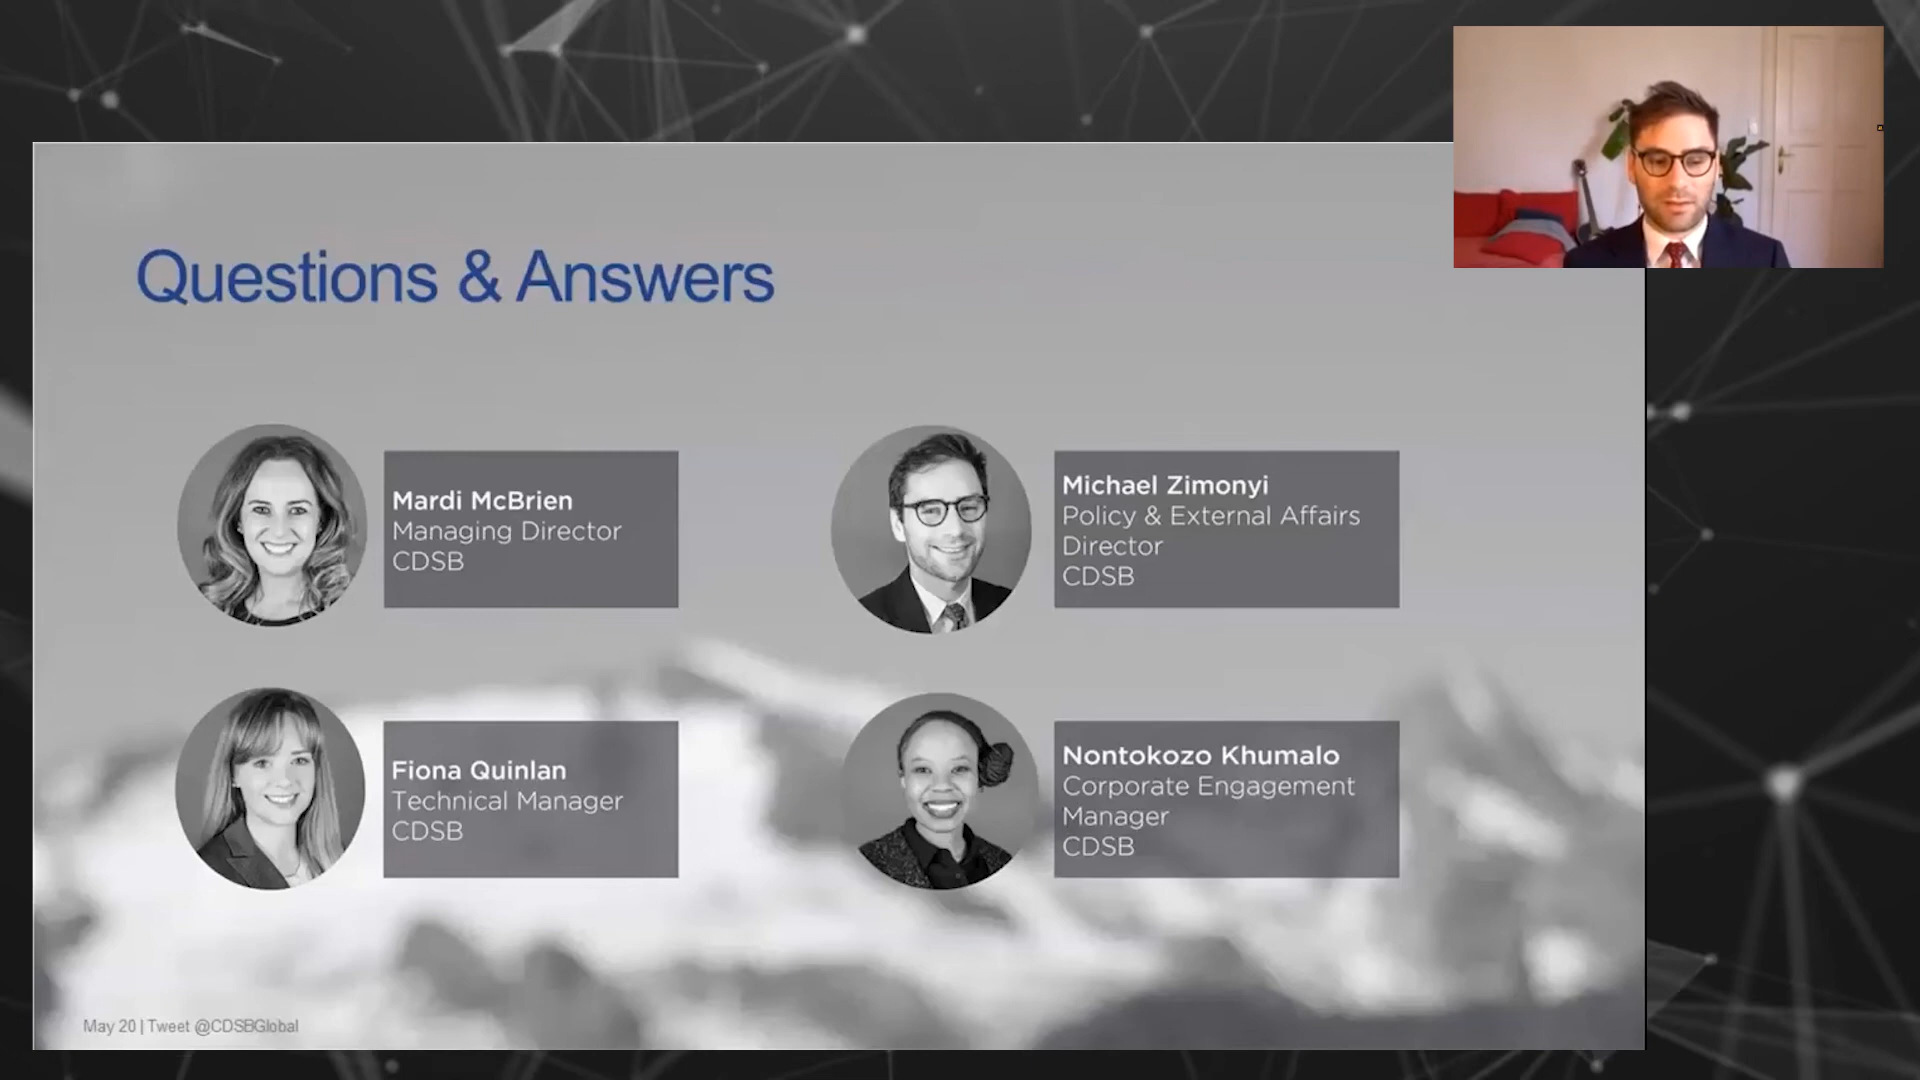 Questions & Answers
Mardi McBrien
Managing Director
CDSB
Michael Zimonyi
Policy & External Affairs
Director
CDSB
Fiona Quinlan
Technical Manager
CDSB
Nontokozo Khumalo
Corporate Engagement
Manager
CDSB
May 20 | Tweet @CDSBGlobal